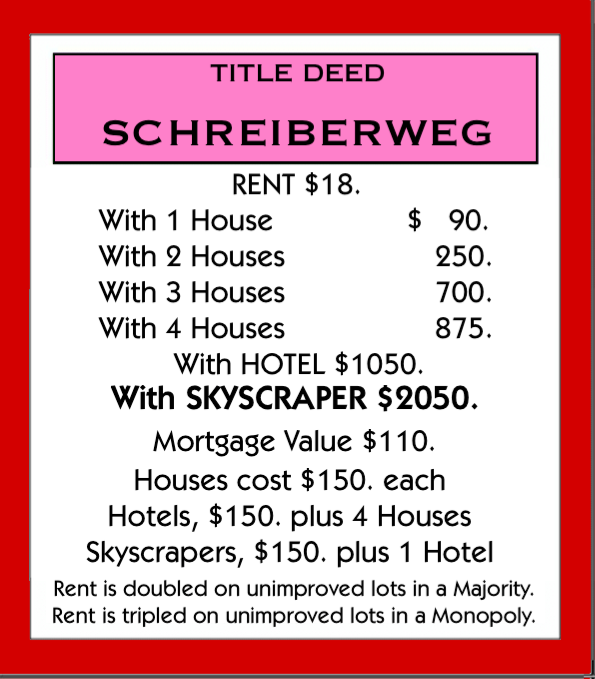 TITLE DEED
SCHREIBERWEG
RENT $18.
With 1 House $ 90.
With 2 Houses 250.
With 3 Houses 700.
With 4 Houses 875.
With HOTEL $1050.
With SKYSCRAPER $2050.
Mortgage Value $110.
Houses cost $150. each
Hotels, $150. plus 4 Houses
Skyscrapers, $150. plus 1 Hotel
Rent is doubled on unimproved lots in a Majority.
Rent is tripled on unimproved lots in a Monopoly.